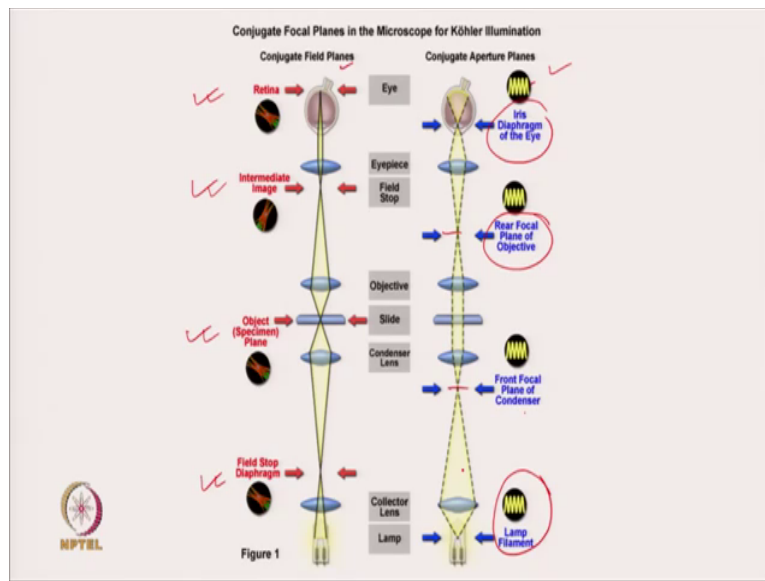 Conjugate Focal Planes in the Microscope for Köhler Illumination
Conjugate Field Planes
Conjugate Aperture Planes
Retina
Eye
Iris
Diaphragm
of the Eye
Eyepiece
Intermediate
Image
Field
Stop
Rear Focal
Plane of
Objective
Objective
Object
(Specimen)
Plane
Slide
Condenser
Lens
Front Focal
Plane of
Condenser
Field Stop
Diaphragm
Collector
Lens
Lamp
Lamp
Filament
Figure 1
NPTEL